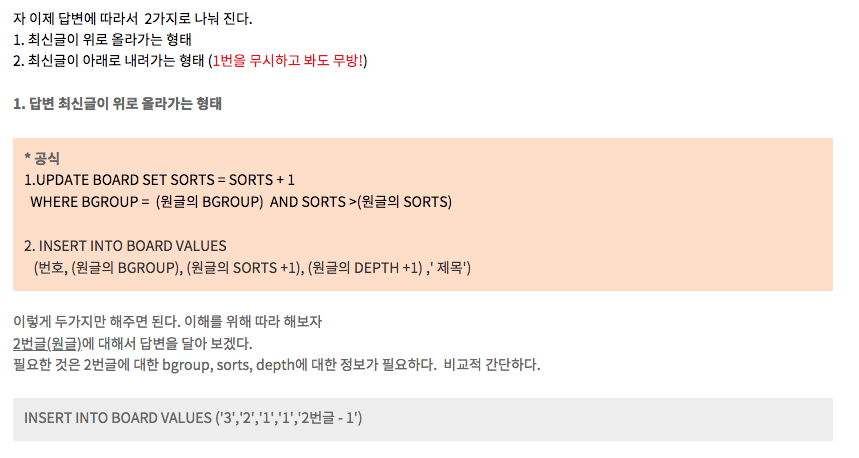 자 이제 답변에 따라서 2가지로 나눠 진다.
1. 최신글이 위로 올라가는 형태
2. 최신글이 아래로 내려가는 형태 (1번을 무시하고 봐도 무방!)
1. 답변 최신글이 위로 올라가는 형태
* 공식
1.UPDATE BOARD SET SORTS = SORTS + 1
WHERE BGROUP = (원글의 BGROUP) AND SORTS >(원글의 SORTS)
2. INSERT INTO BOARD VALUES
(번호, (원글의 BGROUP), (원글의 SORTS +1), (원글의 DEPTH +1) ,' 제목')
이렇게 두가지만 해주면 된다. 이해를 위해 따라 해보자
2번글(원글)에 대해서 답변을 달아 보겠다.
필요한 것은 2번글에 대한 bgroup, sorts, depth에 대한 정보가 필요하다. 비교적 간단하다.
INSERT INTO BOARD VALUES ('3','2','1','1','2번글 - 1')